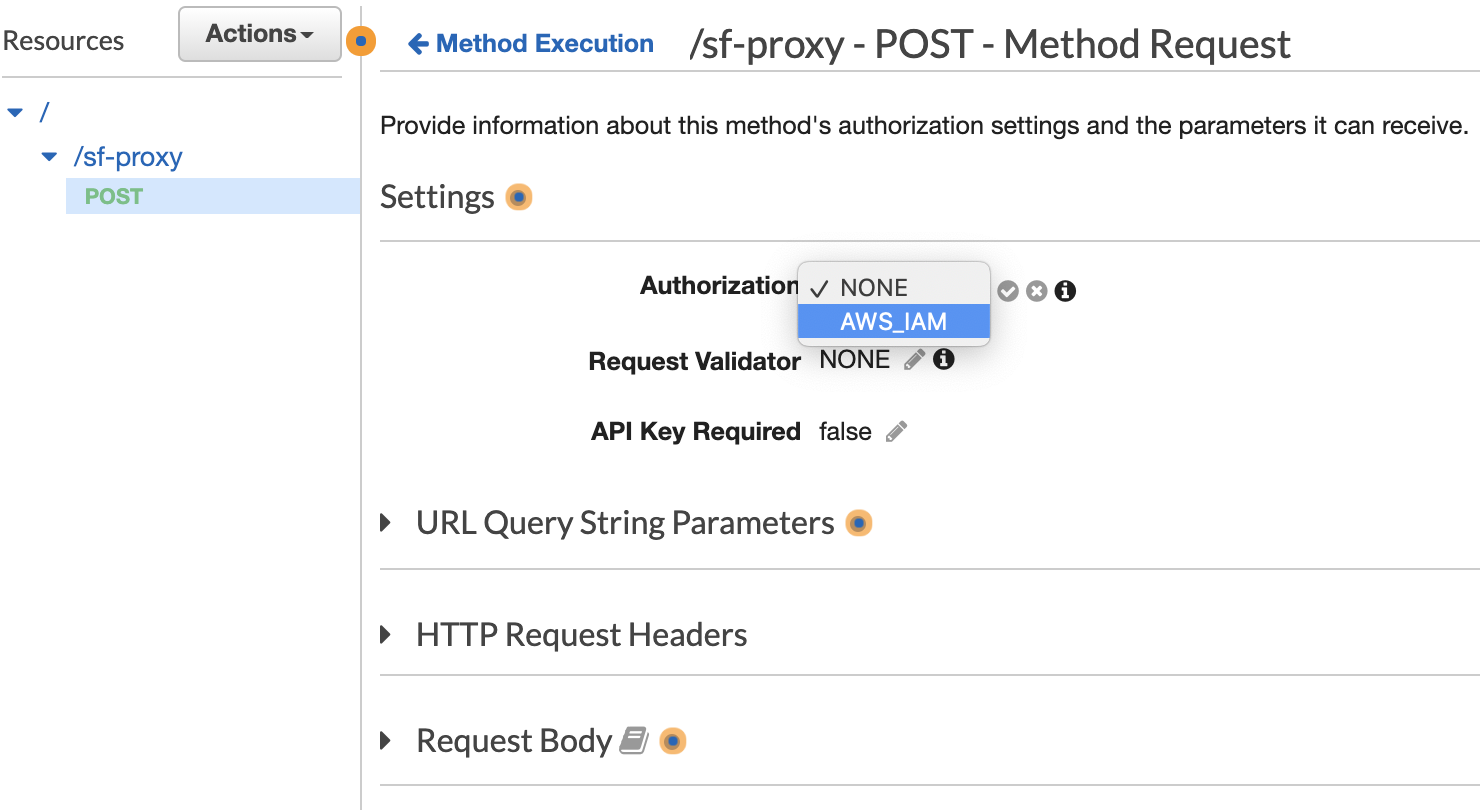 Resources
Actions
/
/sf-proxy
POST
Method Execution /sf-proxy - POST - Method Request
Provide information about this method's authorization settings and the parameters it can receive.
Settings
Authorization
NONE
AWS_IAM
Request Validator NONE
API Key Required false
URL Query String Parameters
HTTP Request Headers
Request Body